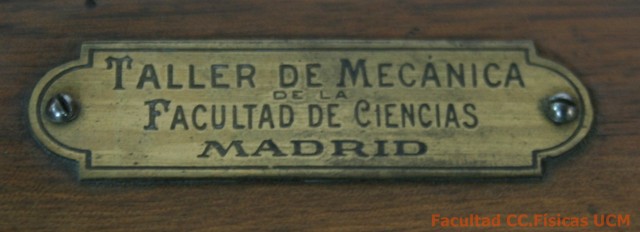 TALLER DE MECÁNICA
DE LA
FACULTAD DE CIENCIAS
MADRID
Facultad CC.Físicas UCM